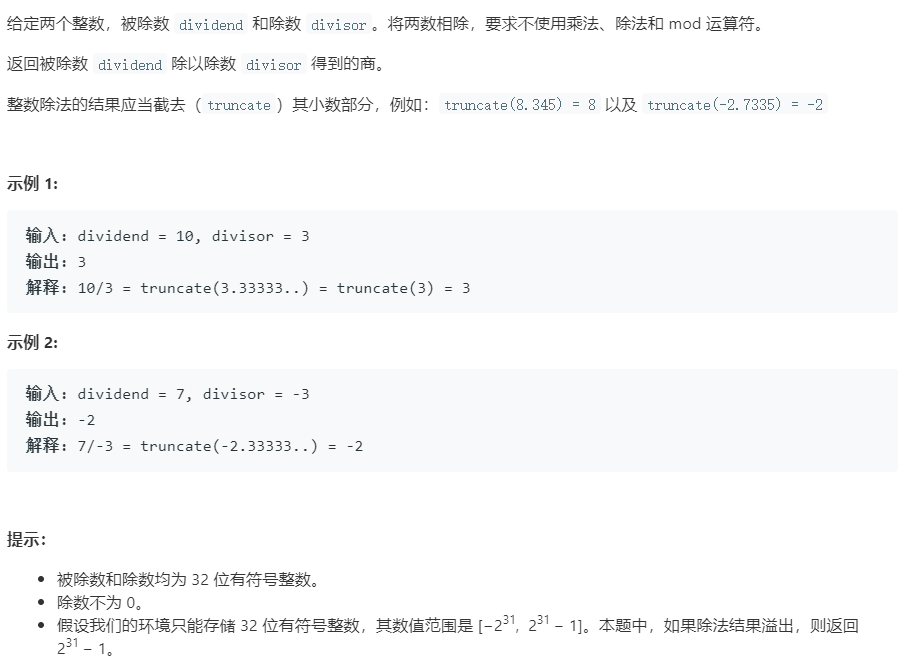 给定两个整数，被除数 dividend 和除数 divisor。将两数相除，要求不使用乘法、除法和 mod 运算符。
返回被除数 dividend 除以除数 divisor 得到的商。
整数除法的结果应当截去（truncate）其小数部分，例如：truncate(8.345) = 8 以及 truncate(-2.7335) = -2
示例 1:
输入: dividend = 10, divisor = 3
输出: 3
解释: 10/3 = truncate(3.33333..) = truncate(3) = 3
示例 2:
输入: dividend = 7, divisor = -3
输出: -2
解释: 7/-3 = truncate(-2.33333..) = -2
提示：
• 被除数和除数均为 32 位有符号整数。
• 除数不为 0。
• 假设我们的环境只能存储 32 位有符号整数，其数值范围是 [−2³¹, 2³¹ − 1]。本题中，如果除法结果溢出，则返回
2³¹ − 1。